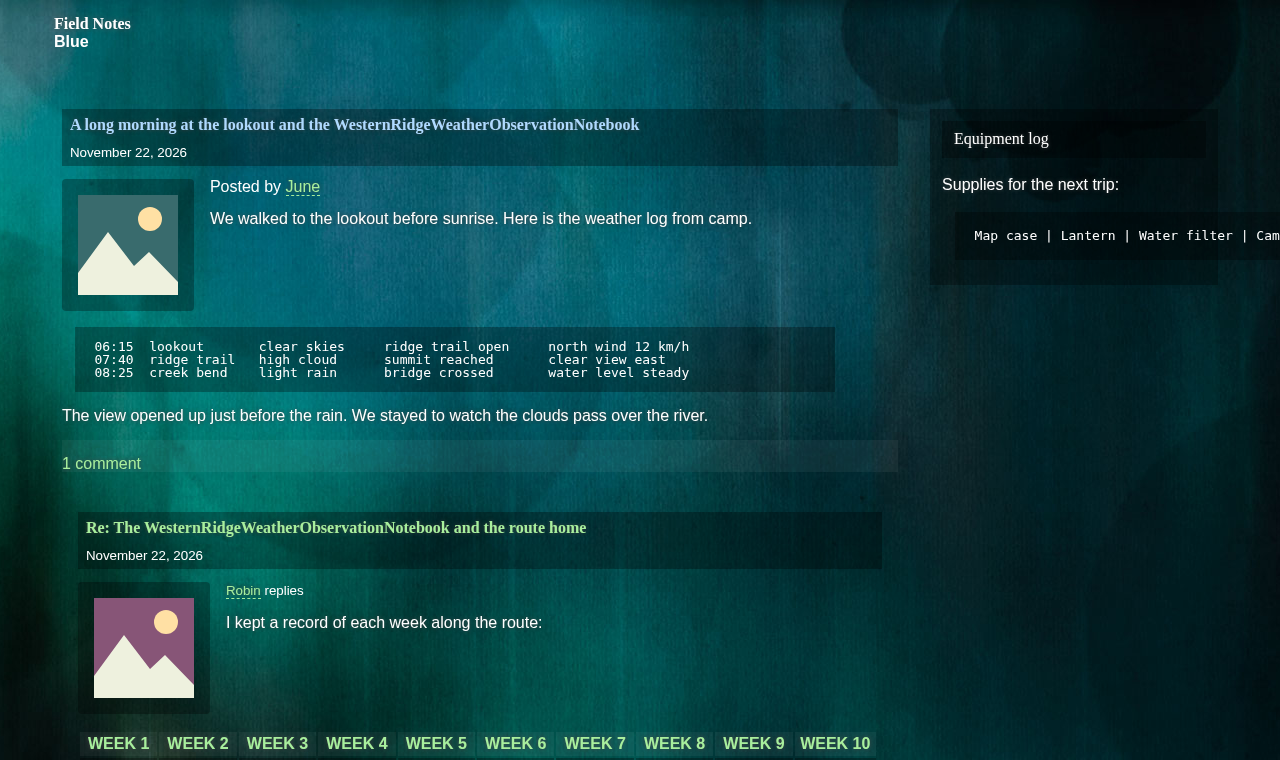 Field Notes
Blue
A long morning at the lookout and the WesternRidgeWeatherObservationNotebook
November 22, 2026
Posted by June
We walked to the lookout before sunrise. Here is the weather log from camp.
06:15  lookout       clear skies     ridge trail open     north wind 12 km/h
07:40  ridge trail   high cloud      summit reached       clear view east
08:25  creek bend    light rain      bridge crossed       water level steady
The view opened up just before the rain. We stayed to watch the clouds pass over the river.
1 comment
Re: The WesternRidgeWeatherObservationNotebook and the route home
November 22, 2026
Robin replies
I kept a record of each week along the route:
WEEK 1 WEEK 2 WEEK 3 WEEK 4 WEEK 5 WEEK 6 WEEK 7 WEEK 8 WEEK 9 WEEK 10
Equipment log
Supplies for the next trip:
Map case | Lantern | Water filter | Cam